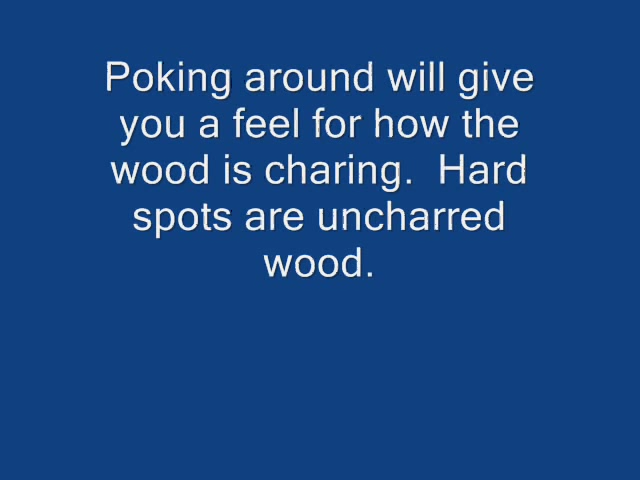 Poking around will give
you a feel for how the
wood is charing.  Hard
spots are uncharred
wood.